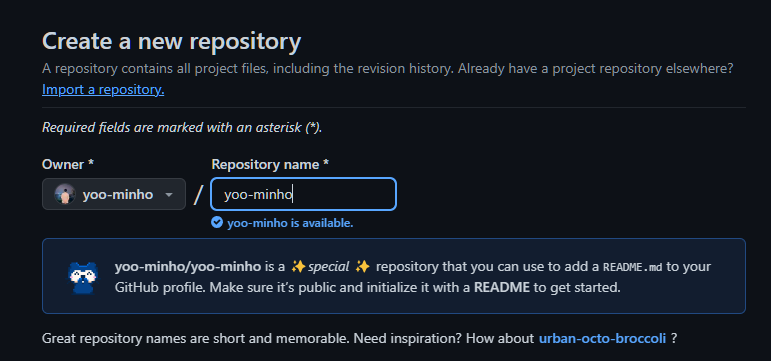 Create a new repository
A repository contains all project files, including the revision history. Already have a project repository elsewhere?
Import a repository.
Required fields are marked with an asterisk (*).
Owner *
Repository name *
yoo-minho / yoo-minho
yoo-minho is available.
yoo-minho/yoo-minho is a ✨special ✨ repository that you can use to add a README.md to your
GitHub profile. Make sure it’s public and initialize it with a README to get started.
Great repository names are short and memorable. Need inspiration? How about urban-octo-broccoli ?